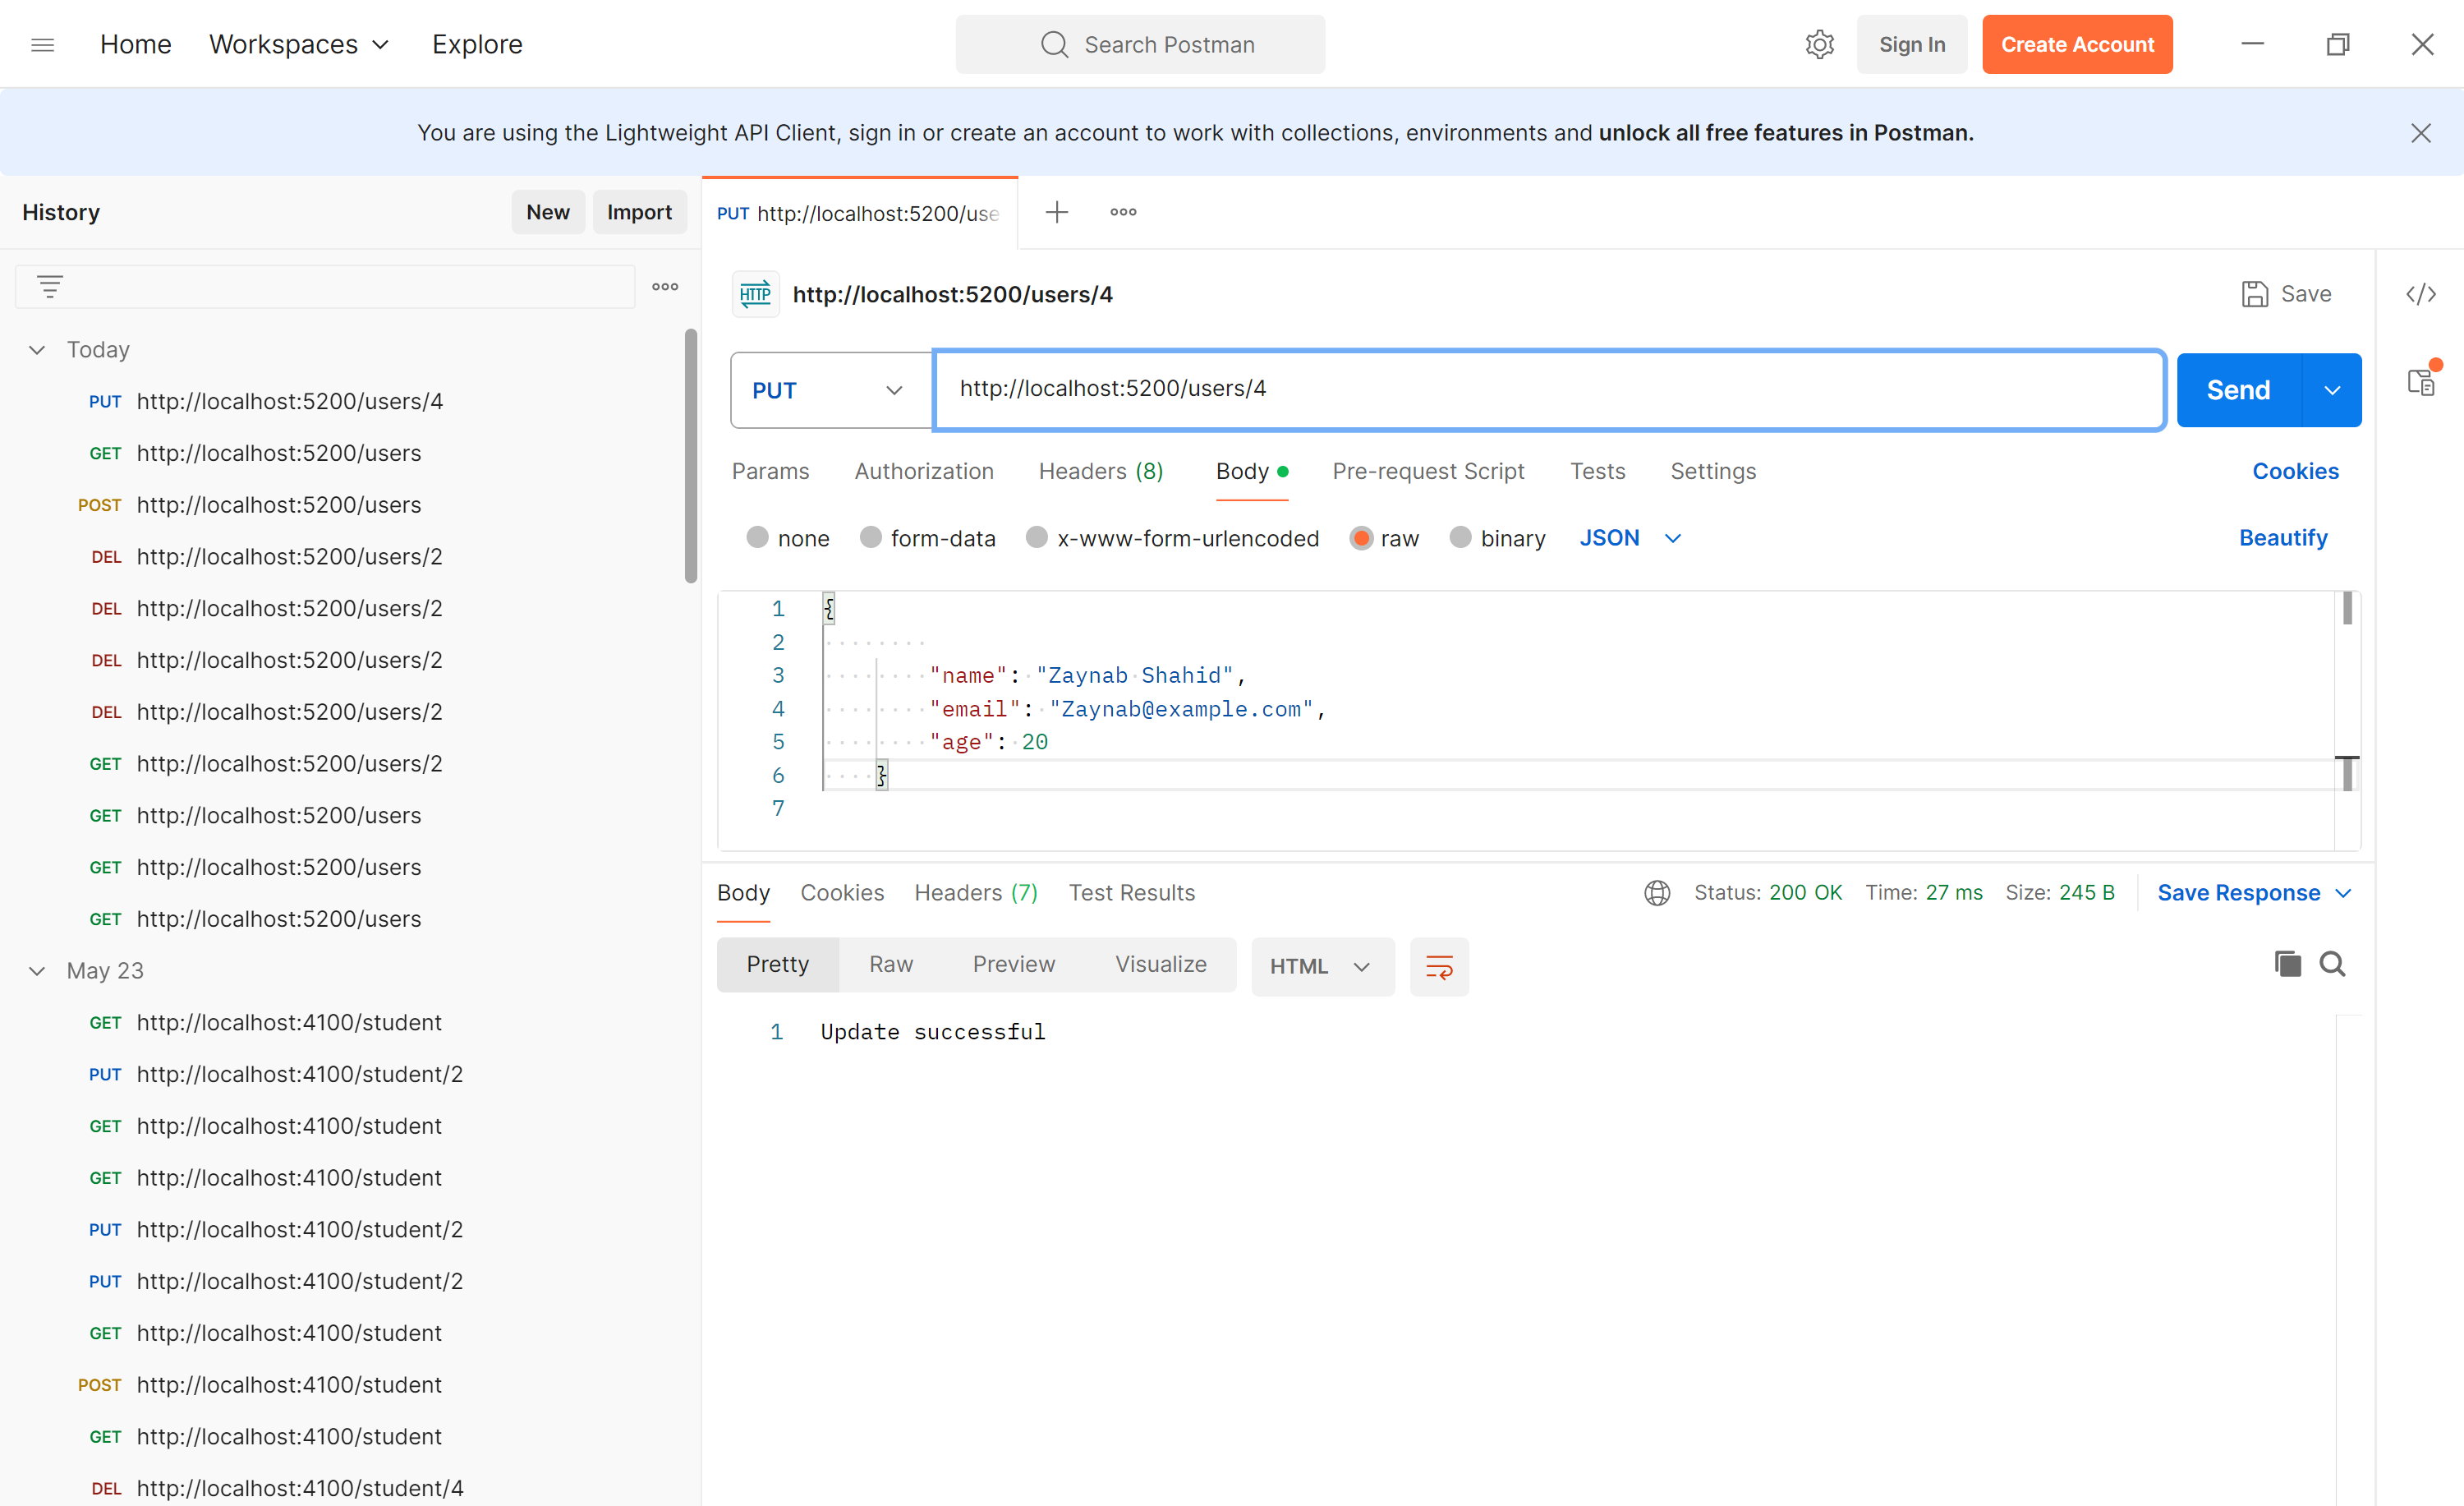 Home Workspaces Explore Search Postman Sign In Create Account
You are using the Lightweight API Client, sign in or create an account to work with collections, environments and unlock all free features in Postman.
History New Import
Today
PUT http://localhost:5200/users/4
GET http://localhost:5200/users
POST http://localhost:5200/users
DEL http://localhost:5200/users/2
DEL http://localhost:5200/users/2
DEL http://localhost:5200/users/2
DEL http://localhost:5200/users/2
GET http://localhost:5200/users/2
GET http://localhost:5200/users
GET http://localhost:5200/users
GET http://localhost:5200/users
May 23
GET http://localhost:4100/student
PUT http://localhost:4100/student/2
GET http://localhost:4100/student
GET http://localhost:4100/student
PUT http://localhost:4100/student/2
PUT http://localhost:4100/student/2
GET http://localhost:4100/student
POST http://localhost:4100/student
GET http://localhost:4100/student
DEL http://localhost:4100/student/4
PUT http://localhost:5200/use
HTTP http://localhost:5200/users/4 Save
PUT http://localhost:5200/users/4 Send
Params Authorization Headers (8) Body Pre-request Script Tests Settings Cookies
none form-data x-www-form-urlencoded raw binary JSON Beautify
1 {
2
3 "name": "Zaynab Shahid",
4 "email": "Zaynab@example.com",
5 "age": 20
6 }
7
Body Cookies Headers (7) Test Results Status: 200 OK Time: 27 ms Size: 245 B Save Response
Pretty Raw Preview Visualize HTML
1 Update successful